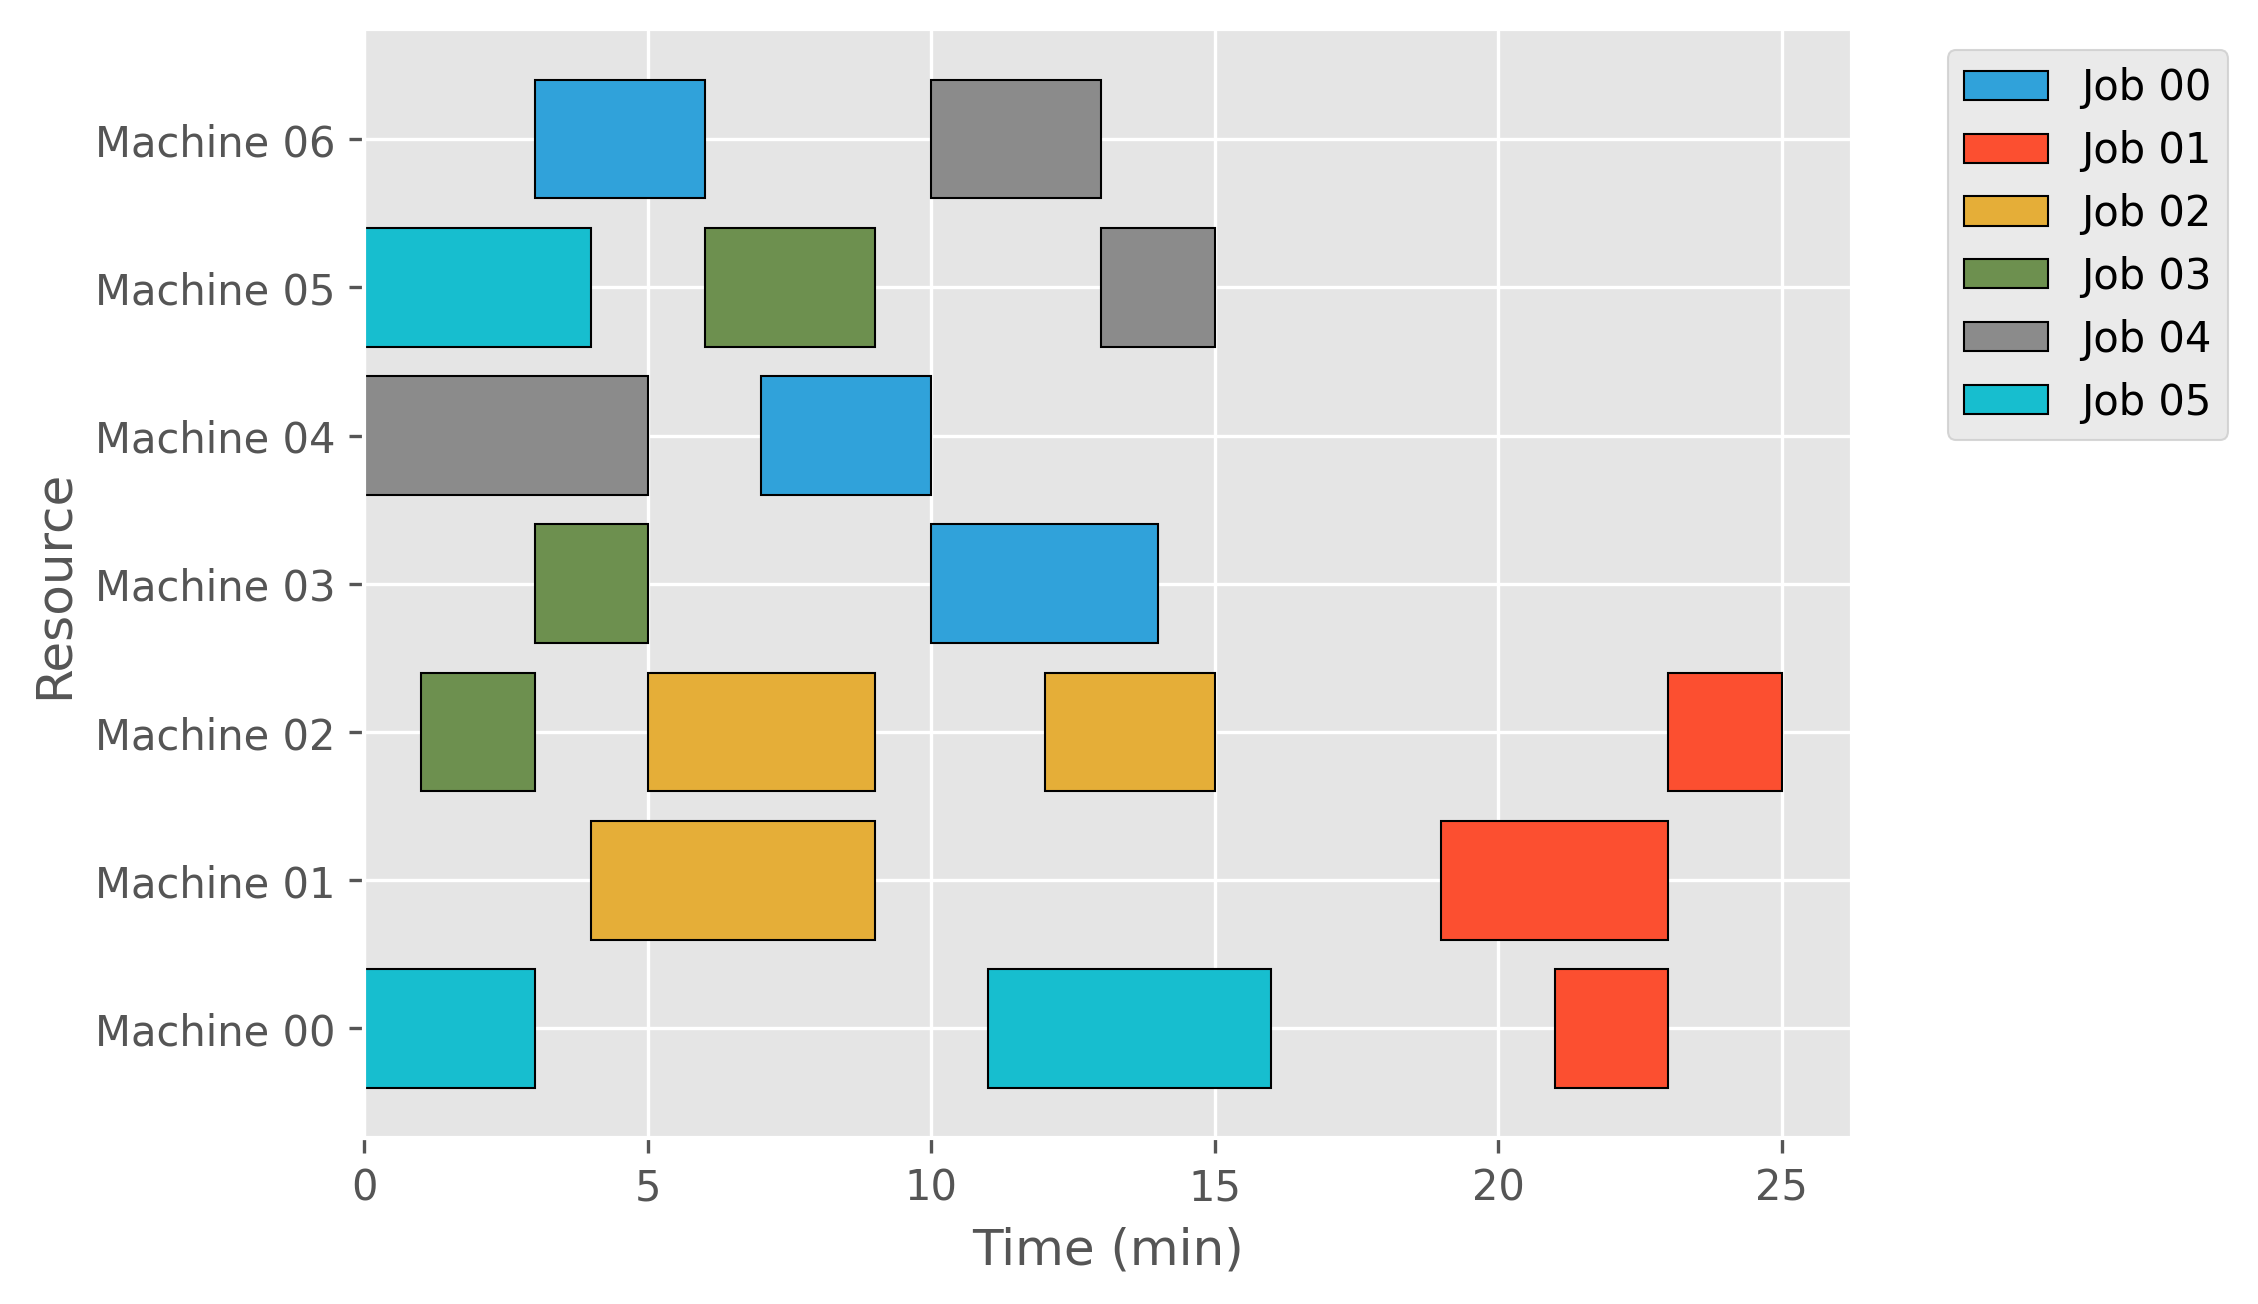 Machine 06
Machine 05
Machine 04
Machine 03
Machine 02
Machine 01
Machine 00
Resource
0 5 10 15 20 25
Time (min)
Job 00
Job 01
Job 02
Job 03
Job 04
Job 05